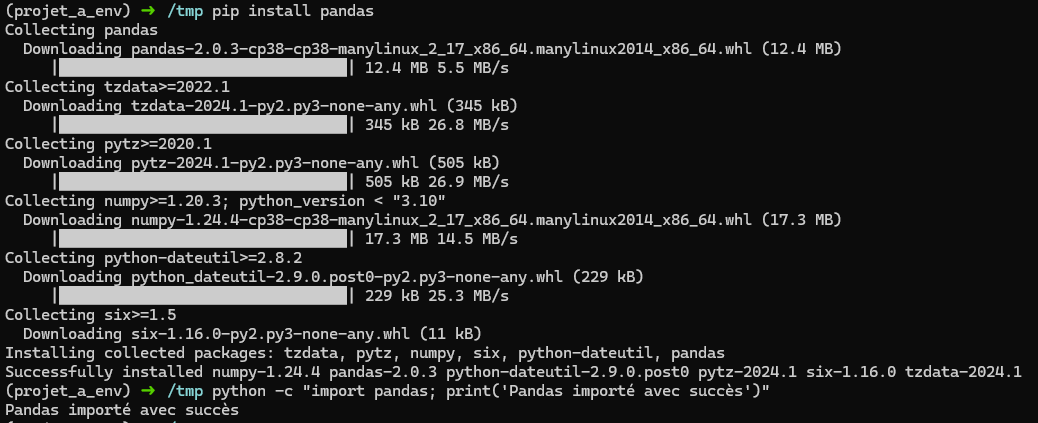 (projet_a_env) ➜ /tmp pip install pandas
Collecting pandas
Downloading pandas-2.0.3-cp38-cp38-manylinux_2_17_x86_64.manylinux2014_x86_64.whl (12.4 MB)
|████████████████████████████████| 12.4 MB 5.5 MB/s
Collecting tzdata>=2022.1
Downloading tzdata-2024.1-py2.py3-none-any.whl (345 kB)
|████████████████████████████████| 345 kB 26.8 MB/s
Collecting pytz>=2020.1
Downloading pytz-2024.1-py2.py3-none-any.whl (505 kB)
|████████████████████████████████| 505 kB 26.9 MB/s
Collecting numpy>=1.20.3; python_version < "3.10"
Downloading numpy-1.24.4-cp38-cp38-manylinux_2_17_x86_64.manylinux2014_x86_64.whl (17.3 MB)
|████████████████████████████████| 17.3 MB 14.5 MB/s
Collecting python-dateutil>=2.8.2
Downloading python_dateutil-2.9.0.post0-py2.py3-none-any.whl (229 kB)
|████████████████████████████████| 229 kB 25.3 MB/s
Collecting six>=1.5
Downloading six-1.16.0-py2.py3-none-any.whl (11 kB)
Installing collected packages: tzdata, pytz, numpy, six, python-dateutil, pandas
Successfully installed numpy-1.24.4 pandas-2.0.3 python-dateutil-2.9.0.post0 pytz-2024.1 six-1.16.0 tzdata-2024.1
(projet_a_env) ➜ /tmp python -c "import pandas; print('Pandas importé avec succès')"
Pandas importé avec succès